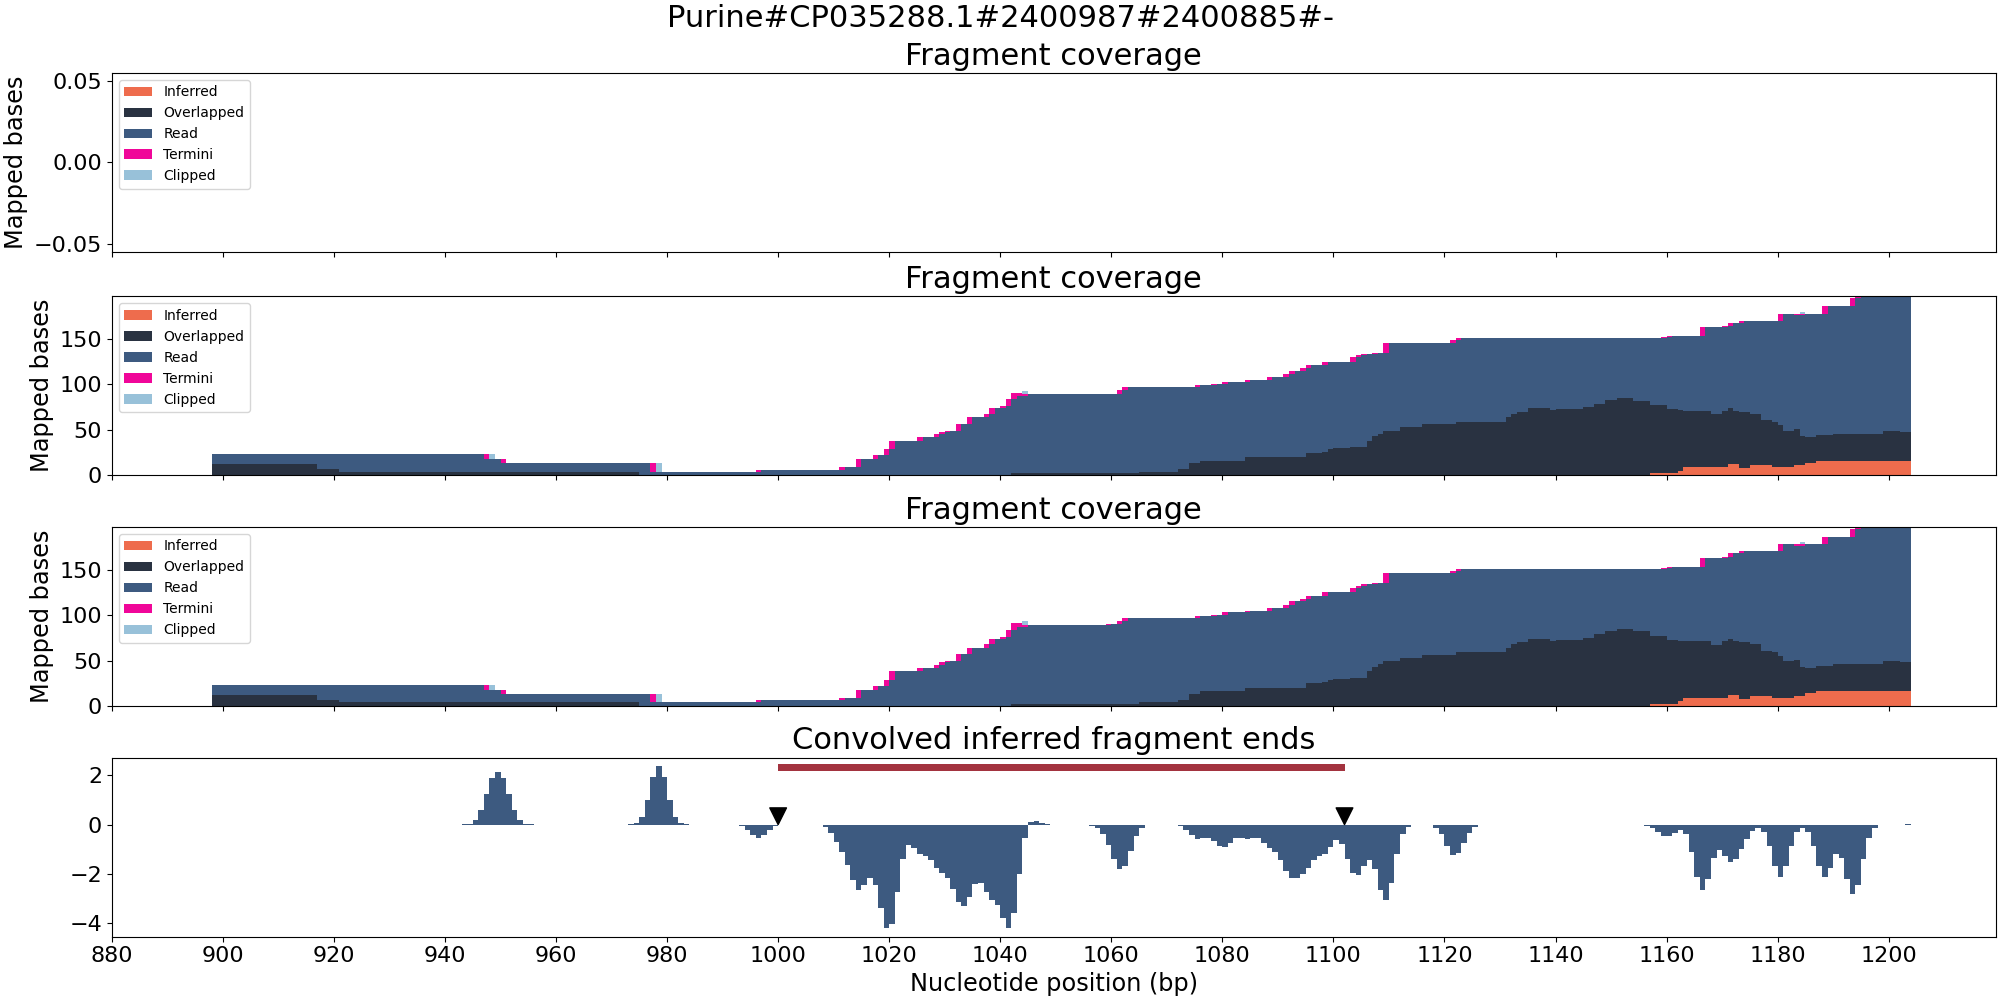 Purine#CP035288.1#2400987#2400885#-
Fragment coverage
Mapped bases
0.05
0.00
−0.05
Inferred
Overlapped
Read
Termini
Clipped
Fragment coverage
Mapped bases
150
100
50
0
Inferred
Overlapped
Read
Termini
Clipped
Fragment coverage
Mapped bases
150
100
50
0
Inferred
Overlapped
Read
Termini
Clipped
Convolved inferred fragment ends
2
0
−2
−4
880 900 920 940 960 980 1000 1020 1040 1060 1080 1100 1120 1140 1160 1180 1200
Nucleotide position (bp)